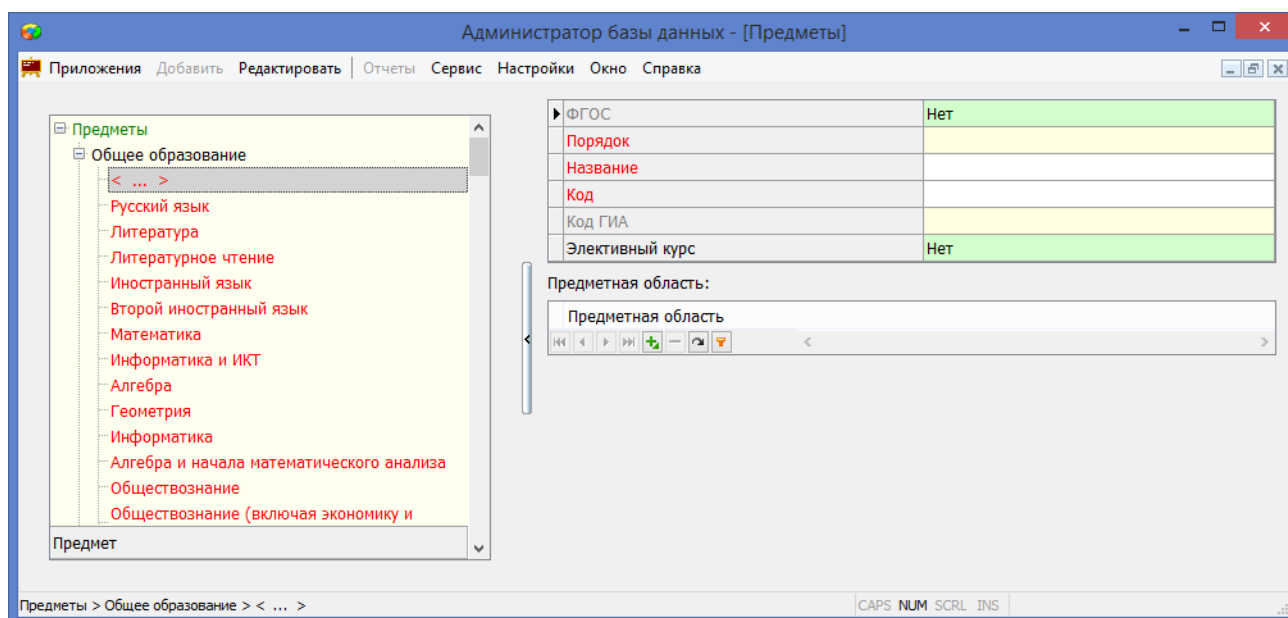 Администратор базы данных - [Предметы]
Приложения Добавить Редактировать Отчеты Сервис Настройки Окно Справка
Предметы
Общее образование
< ... >
Русский язык
Литература
Литературное чтение
Иностранный язык
Второй иностранный язык
Математика
Информатика и ИКТ
Алгебра
Геометрия
Информатика
Алгебра и начала математического анализа
Обществознание
Обществознание (включая экономику и
Предмет
ФГОС Нет
Порядок
Название
Код
Код ГИА
Элективный курс Нет
Предметная область:
Предметная область
Предметы > Общее образование > < ... >
CAPS NUM SCRL INS